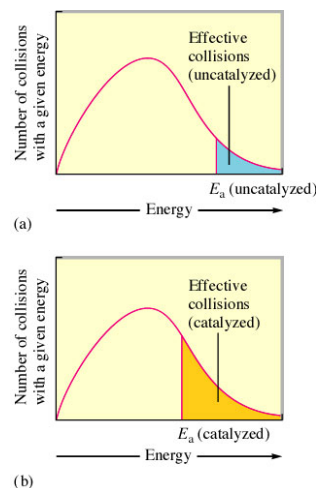 Number of collisions
with a given energy
Effective
collisions
(uncatalyzed)
Ea (uncatalyzed)
Energy
(a)
Number of collisions
with a given energy
Effective
collisions
(catalyzed)
Ea (catalyzed)
Energy
(b)